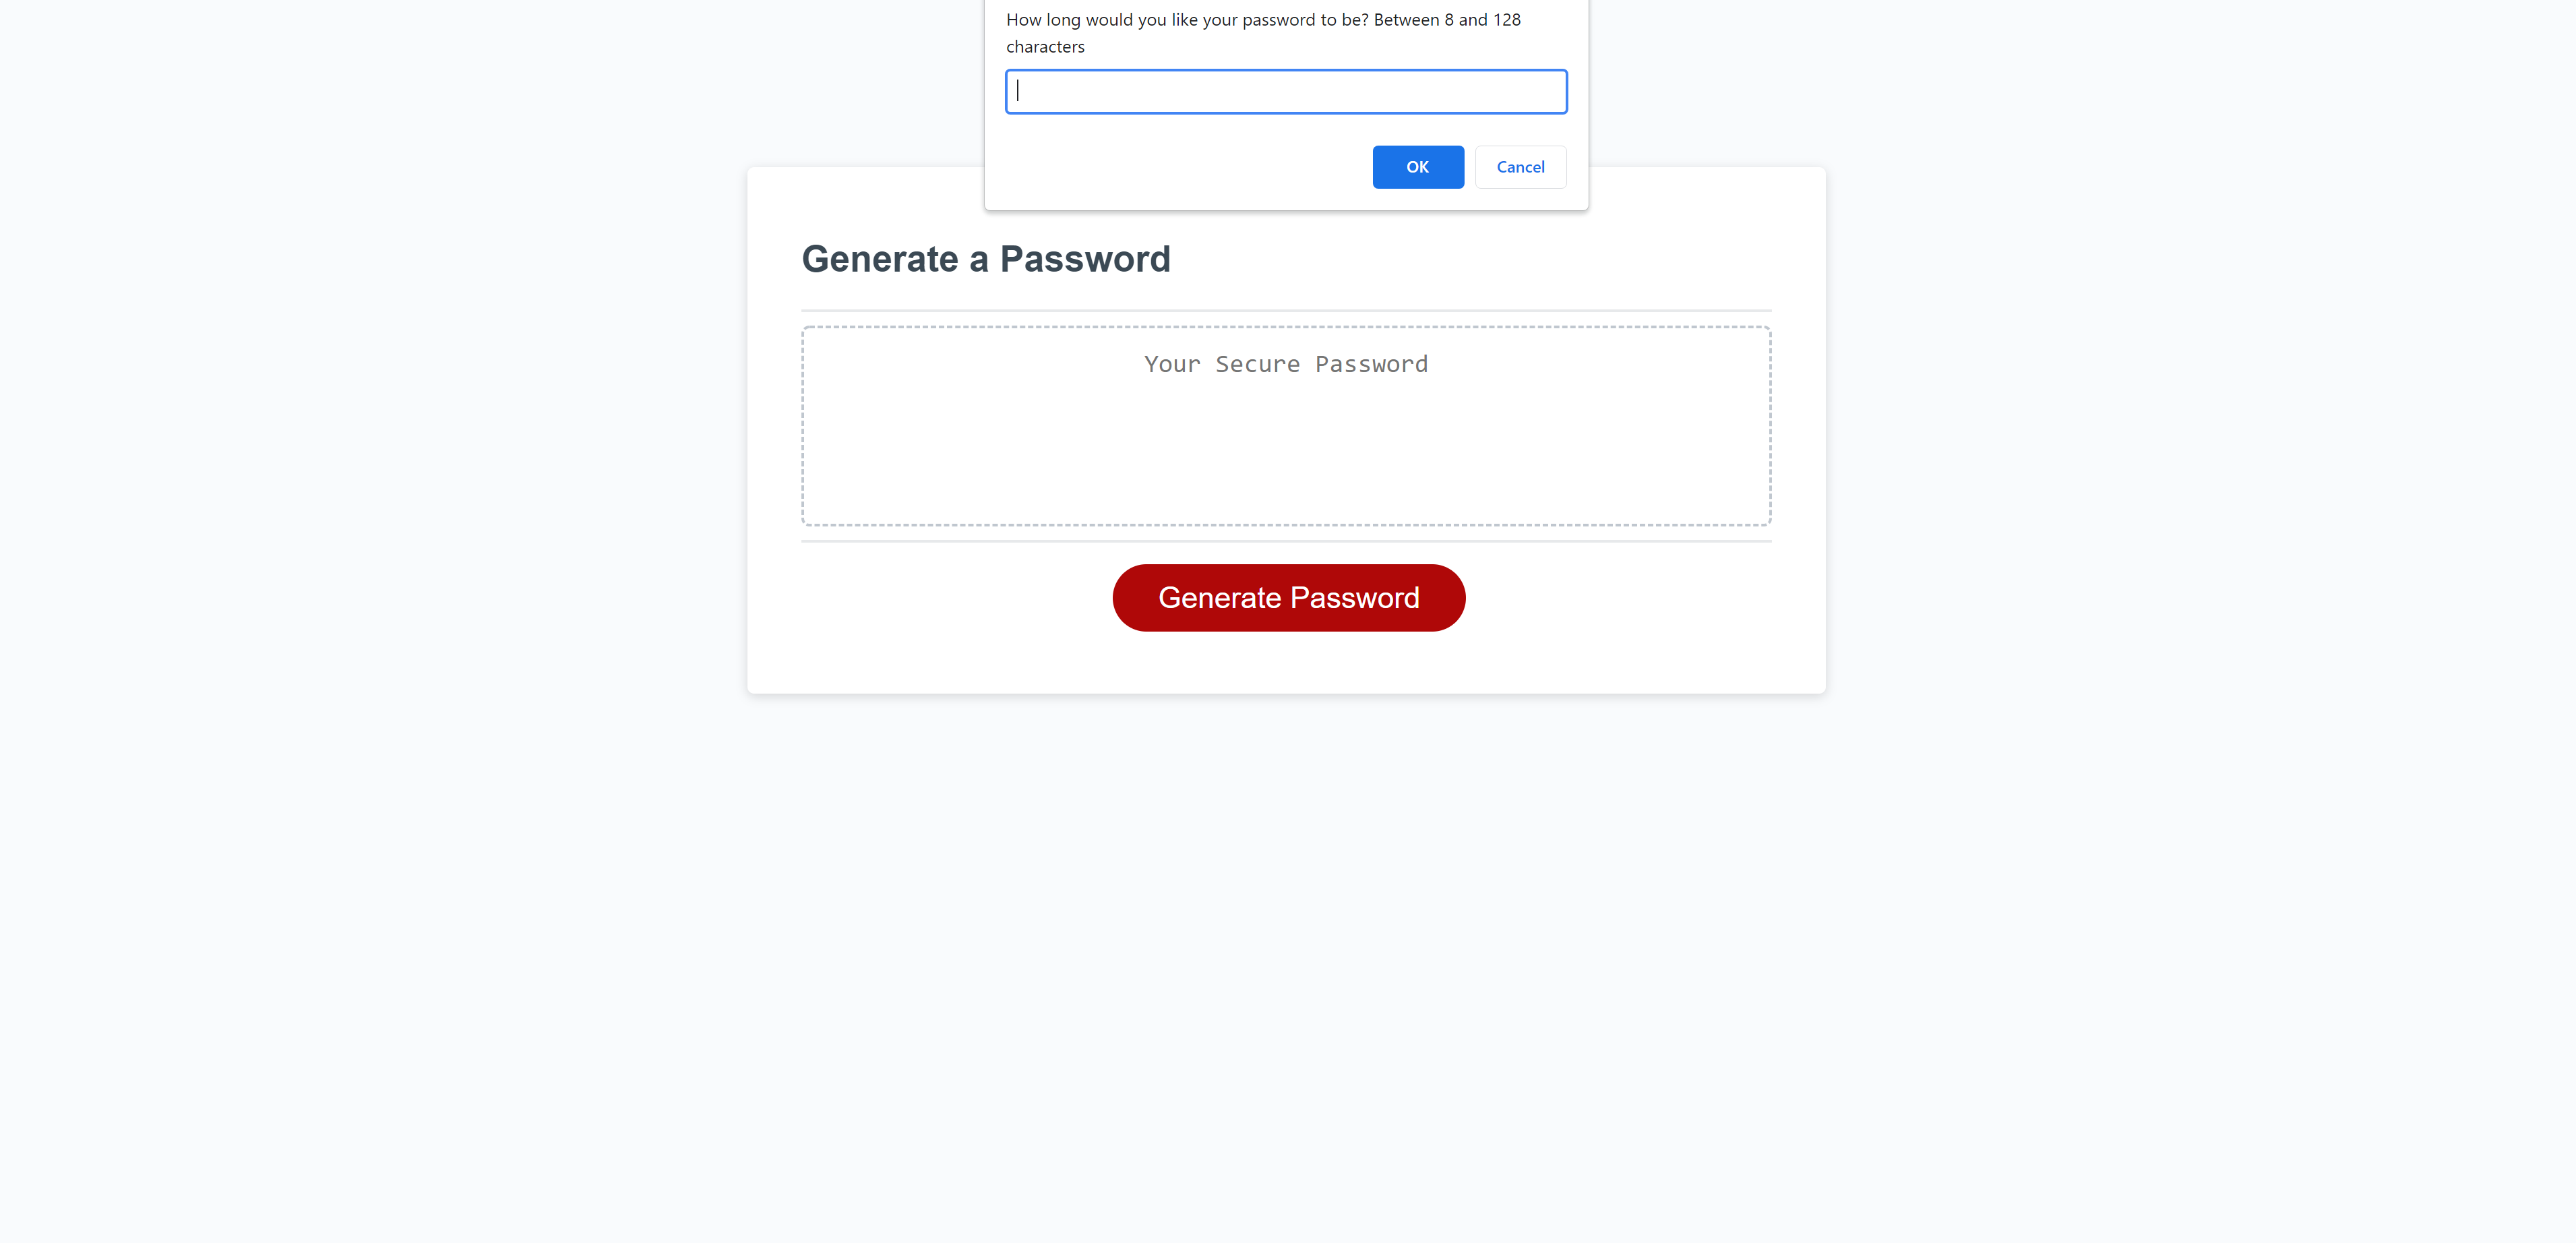 How long would you like your password to be? Between 8 and 128
characters
OK
Cancel
Generate a Password
Your Secure Password
Generate Password